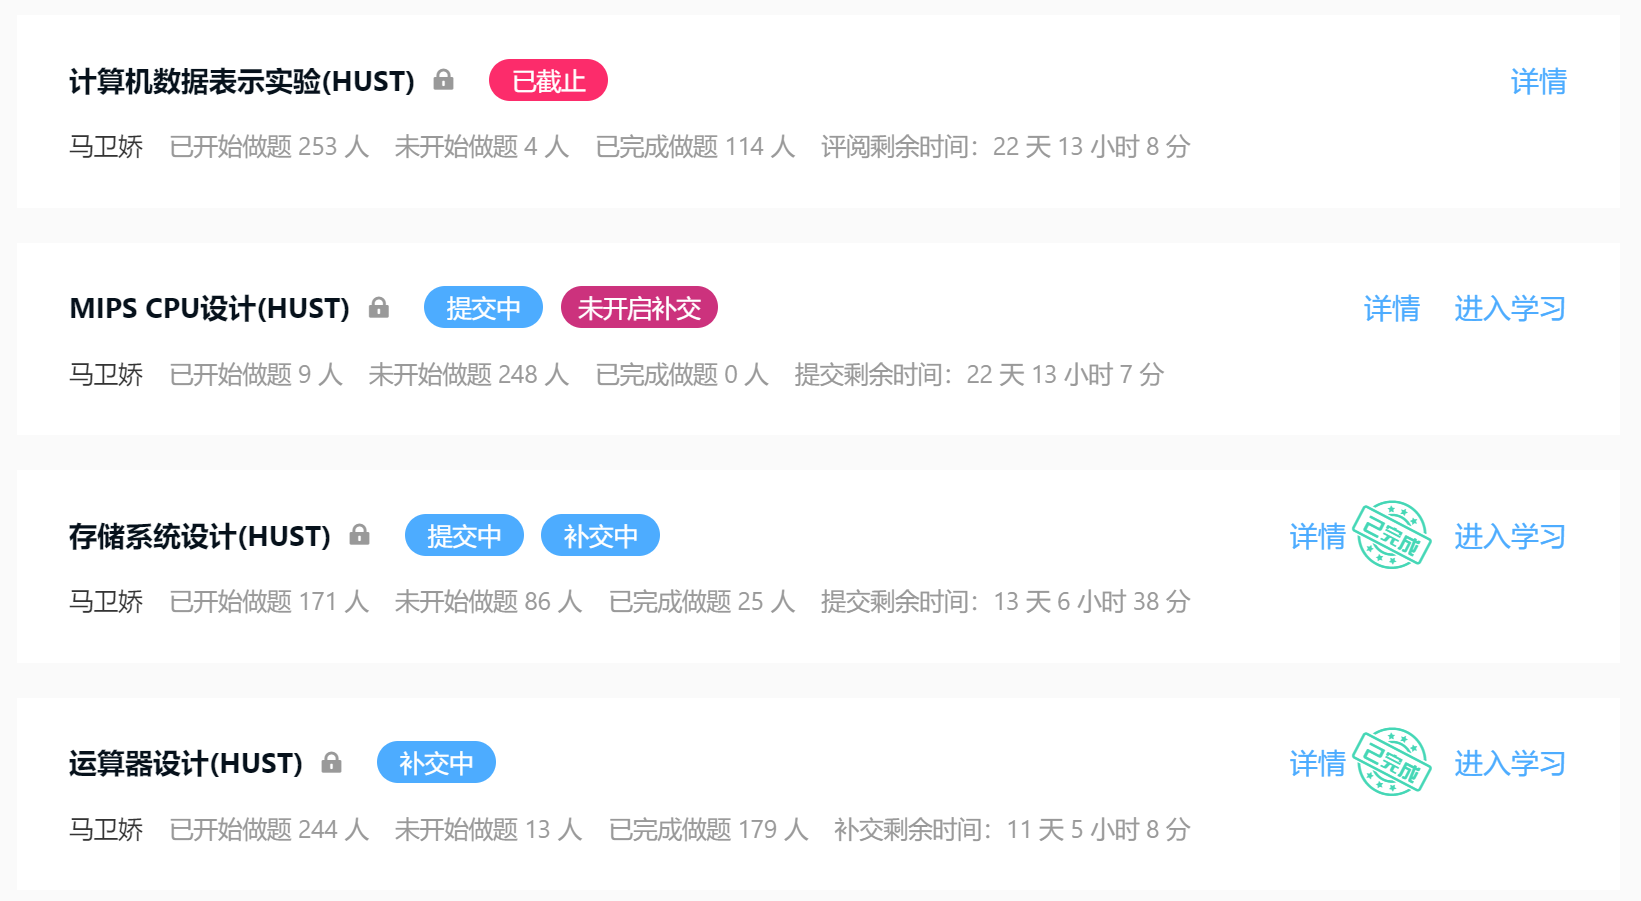 计算机数据表示实验(HUST) 已截止 详情
马卫娇 已开始做题 253 人 未开始做题 4 人 已完成做题 114 人 评阅剩余时间：22 天 13 小时 8 分
MIPS CPU设计(HUST) 提交中 未开启补交 详情 进入学习
马卫娇 已开始做题 9 人 未开始做题 248 人 已完成做题 0 人 提交剩余时间：22 天 13 小时 7 分
存储系统设计(HUST) 提交中 补交中 详情 已完成 进入学习
马卫娇 已开始做题 171 人 未开始做题 86 人 已完成做题 25 人 提交剩余时间：13 天 6 小时 38 分
运算器设计(HUST) 补交中 详情 已完成 进入学习
马卫娇 已开始做题 244 人 未开始做题 13 人 已完成做题 179 人 补交剩余时间：11 天 5 小时 8 分